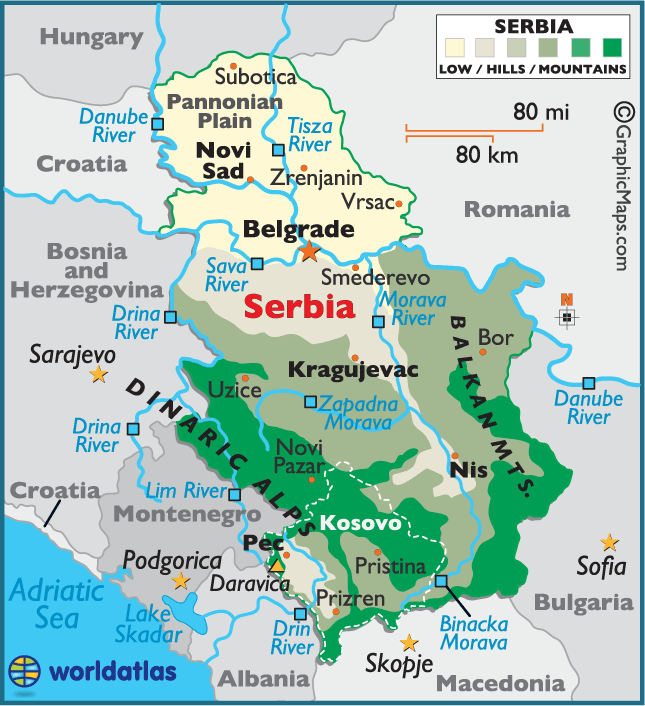 SERBIA
LOW / HILLS / MOUNTAINS
80 mi
80 km
© GraphicMaps.com
Hungary
Subotica
Pannonian
Plain
Danube
River
Tisza
River
Croatia
Novi
Sad
Zrenjanin
Vrsac
Romania
Belgrade
Bosnia
and
Herzegovina
Sava
River
Smederevo
Serbia
Morava
River
N
Drina
River
BALKAN MTS.
Bor
Sarajevo
Kragujevac
DINARIC ALPS
Uzice
Zapadna
Morava
Danube
River
Drina
River
Novi
Pazar
Nis
Croatia
Lim River
Montenegro
Kosovo
Pec
Podgorica
Daravica
Pristina
Sofia
Adriatic
Sea
Prizren
Bulgaria
Lake
Skadar
Drin
River
Binacka
Morava
Skopje
worldatlas
Albania
Macedonia